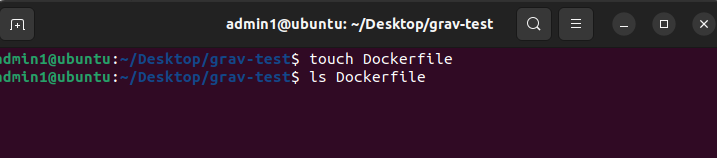 admin1@ubuntu: ~/Desktop/grav-test
admin1@ubuntu:~/Desktop/grav-test$ touch Dockerfile
admin1@ubuntu:~/Desktop/grav-test$ ls Dockerfile